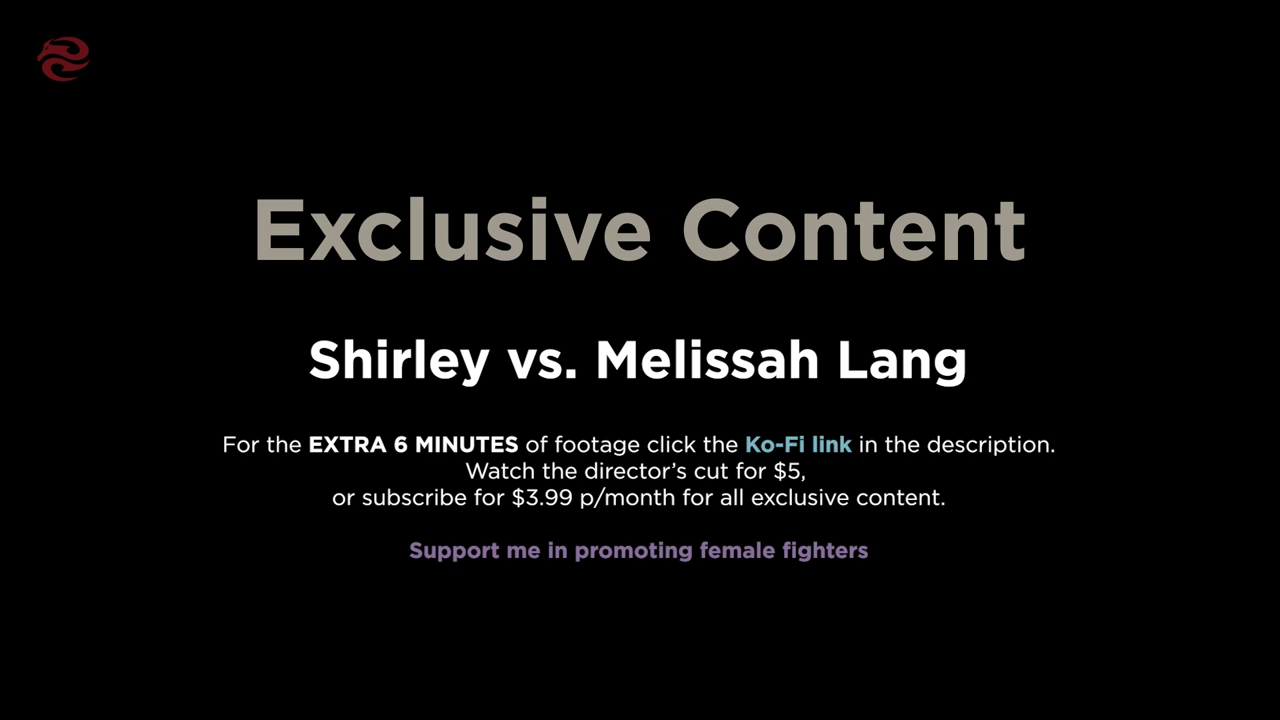 Exclusive Content
Shirley vs. Melissah Lang
For the EXTRA 6 MINUTES of footage click the Ko-Fi link in the description.
Watch the director’s cut for $5,
or subscribe for $3.99 p/month for all exclusive content.
Support me in promoting female fighters